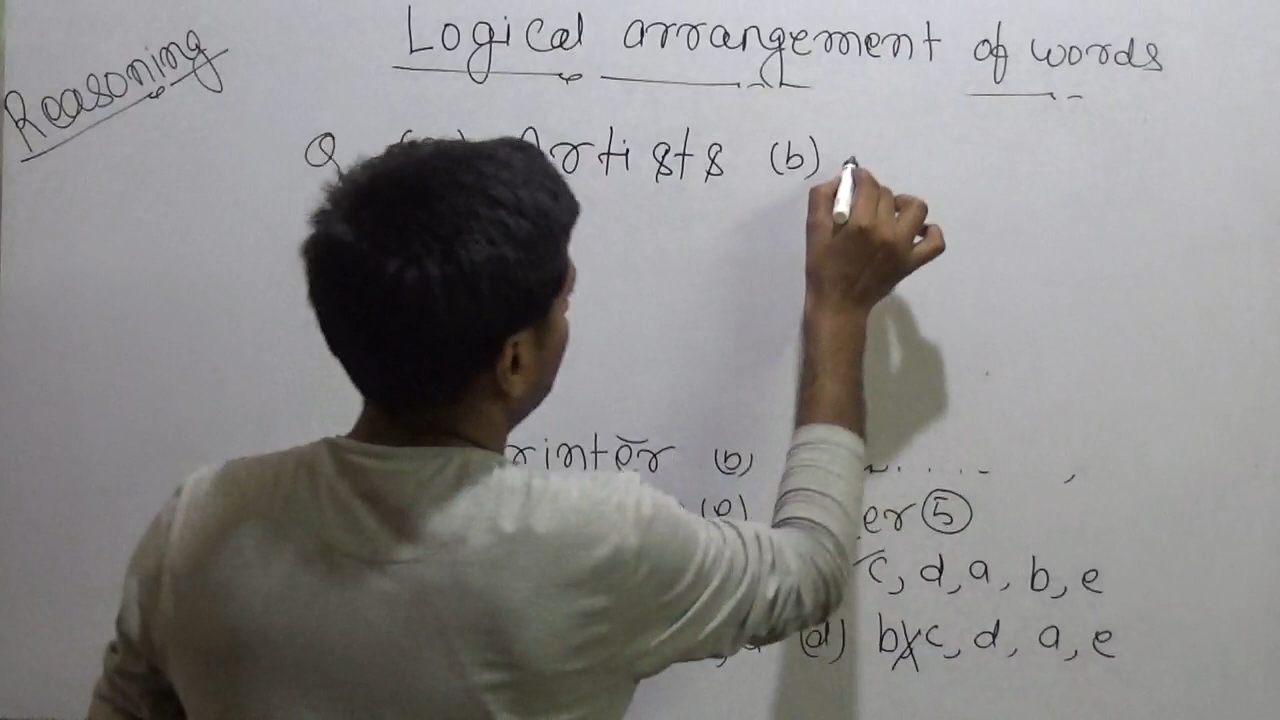 Logical arrangement of words
Reasoning
Q Artists (b)
rinter (b)
(e) er ⑤
c, d, a, b, e
(d) b c, d, a, e